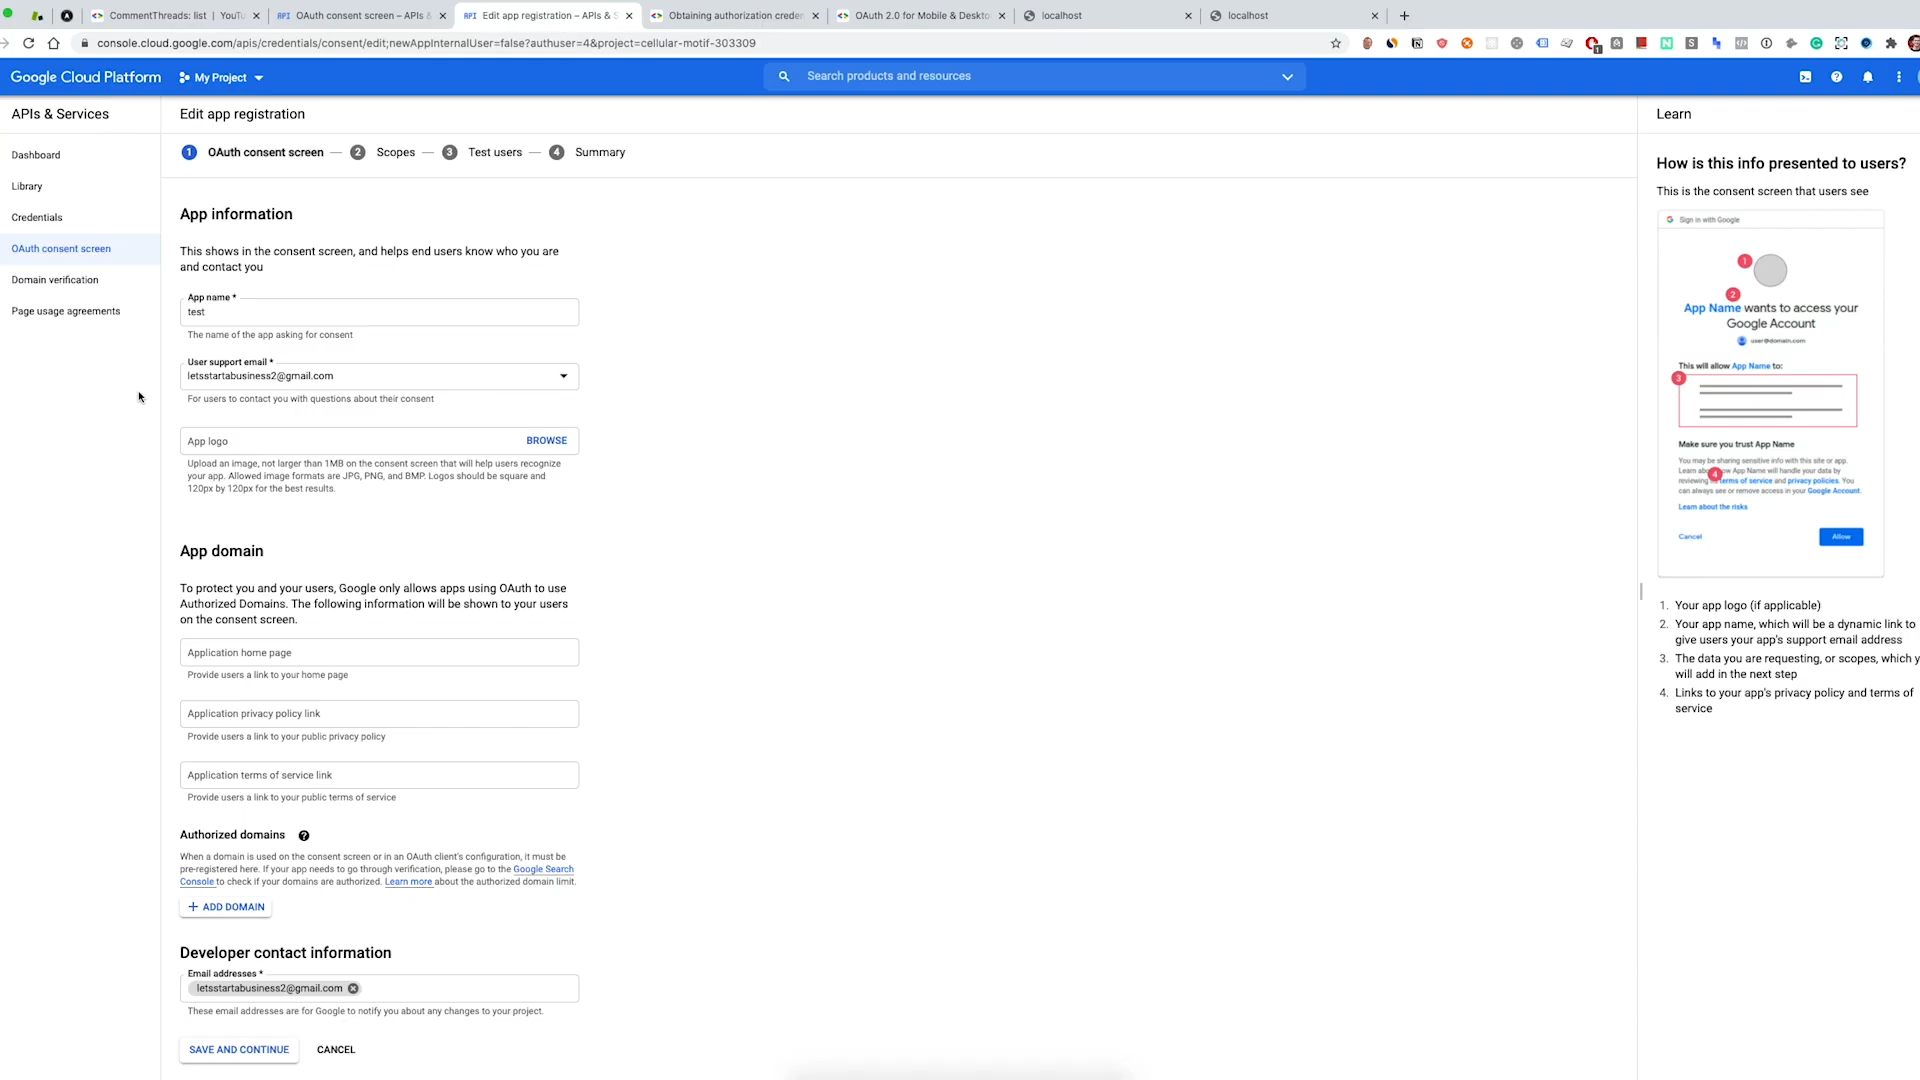 CommentThreads: list | YouTu
OAuth consent screen – APIs &
Edit app registration – APIs & S
Obtaining authorization creden
OAuth 2.0 for Mobile & Deskto
localhost
localhost
console.cloud.google.com/apis/credentials/consent/edit;newAppInternalUser=false?authuser=4&project=cellular-motif-303309
Google Cloud Platform
My Project
Search products and resources
APIs & Services
Edit app registration
Learn
Dashboard
Library
Credentials
OAuth consent screen
Domain verification
Page usage agreements
1 OAuth consent screen — 2 Scopes — 3 Test users — 4 Summary
App information
This shows in the consent screen, and helps end users know who you are
and contact you
App name *
test
The name of the app asking for consent
User support email *
letsstartabusiness2@gmail.com
For users to contact you with questions about their consent
App logo
BROWSE
Upload an image, not larger than 1MB on the consent screen that will help users recognize
your app. Allowed image formats are JPG, PNG, and BMP. Logos should be square and
120px by 120px for the best results.
App domain
To protect you and your users, Google only allows apps using OAuth to use
Authorized Domains. The following information will be shown to your users
on the consent screen.
Application home page
Provide users a link to your home page
Application privacy policy link
Provide users a link to your public privacy policy
Application terms of service link
Provide users a link to your public terms of service
Authorized domains
When a domain is used on the consent screen or in an OAuth client's configuration, it must be
pre-registered here. If your app needs to go through verification, please go to the Google Search
Console to check if your domains are authorized. Learn more about the authorized domain limit.
+ ADD DOMAIN
Developer contact information
Email addresses *
letsstartabusiness2@gmail.com
These email addresses are for Google to notify you about any changes to your project.
SAVE AND CONTINUE
CANCEL
How is this info presented to users?
This is the consent screen that users see
Sign in with Google
1
2
App Name wants to access your
Google Account
user@domain.com
This will allow App Name to:
3
Make sure you trust App Name
You may be sharing sensitive info with this site or app.
Learn App Name will handle your data by
reviewing terms of service and privacy policies. You
4
can always see or remove access in your Google Account.
Learn about the risks
Cancel
Allow
1. Your app logo (if applicable)
2. Your app name, which will be a dynamic link to
give users your app's support email address
3. The data you are requesting, or scopes, which y
will add in the next step
4. Links to your app's privacy policy and terms of
service